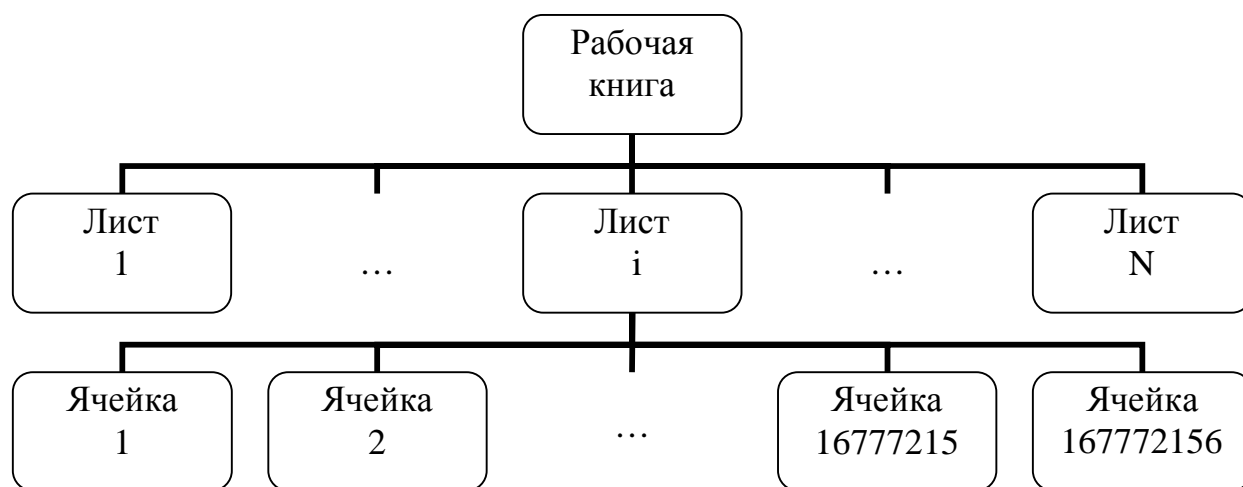 Рабочая
книга
Лист
1
…
Лист
i
…
Лист
N
Ячейка
1
Ячейка
2
…
Ячейка
16777215
Ячейка
167772156